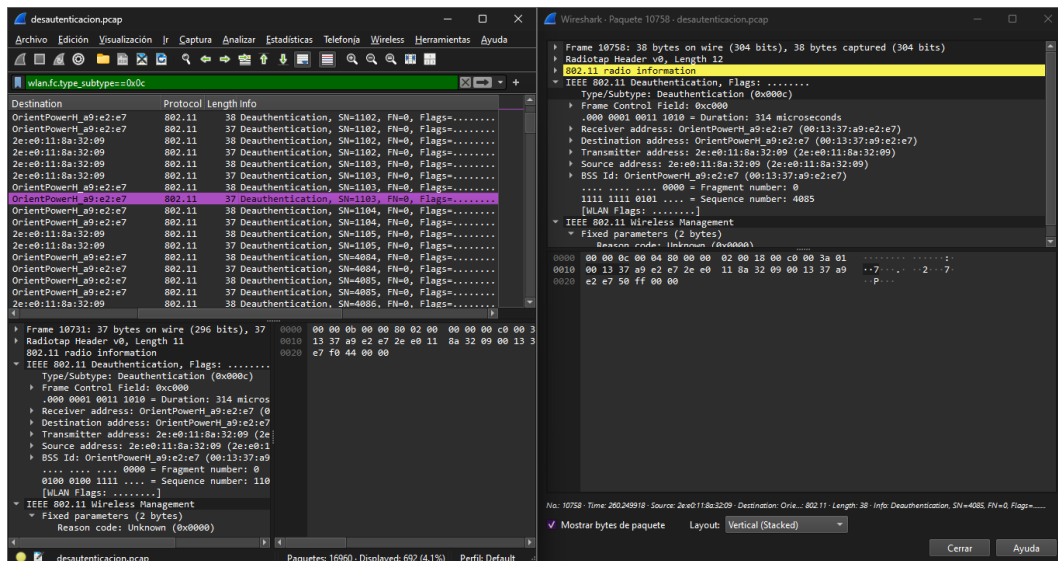 desautenticacion.pcap
Archivo Edición Visualización Ir Captura Analizar Estadísticas Telefonía Wireless Herramientas Ayuda
wlan.fc.type_subtype==0x0c
Destination Protocol Length Info
OrientPowerH_a9:e2:e7 802.11 38 Deauthentication, SN=1102, FN=0, Flags=........
OrientPowerH_a9:e2:e7 802.11 37 Deauthentication, SN=1102, FN=0, Flags=........
2e:e0:11:8a:32:09 802.11 38 Deauthentication, SN=1102, FN=0, Flags=........
2e:e0:11:8a:32:09 802.11 37 Deauthentication, SN=1102, FN=0, Flags=........
2e:e0:11:8a:32:09 802.11 38 Deauthentication, SN=1103, FN=0, Flags=........
2e:e0:11:8a:32:09 802.11 37 Deauthentication, SN=1103, FN=0, Flags=........
OrientPowerH_a9:e2:e7 802.11 38 Deauthentication, SN=1103, FN=0, Flags=........
OrientPowerH_a9:e2:e7 802.11 37 Deauthentication, SN=1103, FN=0, Flags=........
OrientPowerH_a9:e2:e7 802.11 38 Deauthentication, SN=1104, FN=0, Flags=........
OrientPowerH_a9:e2:e7 802.11 37 Deauthentication, SN=1104, FN=0, Flags=........
2e:e0:11:8a:32:09 802.11 38 Deauthentication, SN=1105, FN=0, Flags=........
2e:e0:11:8a:32:09 802.11 37 Deauthentication, SN=1105, FN=0, Flags=........
OrientPowerH_a9:e2:e7 802.11 38 Deauthentication, SN=4084, FN=0, Flags=........
OrientPowerH_a9:e2:e7 802.11 37 Deauthentication, SN=4084, FN=0, Flags=........
OrientPowerH_a9:e2:e7 802.11 38 Deauthentication, SN=4085, FN=0, Flags=........
OrientPowerH_a9:e2:e7 802.11 37 Deauthentication, SN=4085, FN=0, Flags=........
2e:e0:11:8a:32:09 802.11 38 Deauthentication, SN=4086, FN=0, Flags=........
Frame 10731: 37 bytes on wire (296 bits), 37
Radiotap Header v0, Length 11
802.11 radio information
IEEE 802.11 Deauthentication, Flags: ........
Type/Subtype: Deauthentication (0x000c)
Frame Control Field: 0xc000
.000 0001 0011 1010 = Duration: 314 micros
Receiver address: OrientPowerH_a9:e2:e7 (0
Destination address: OrientPowerH_a9:e2:e7
Transmitter address: 2e:e0:11:8a:32:09 (2e
Source address: 2e:e0:11:8a:32:09 (2e:e0:1
BSS Id: OrientPowerH_a9:e2:e7 (00:13:37:a9
.... .... .... 0000 = Fragment number: 0
0100 0100 1111 .... = Sequence number: 110
[WLAN Flags: ........]
IEEE 802.11 Wireless Management
Fixed parameters (2 bytes)
Reason code: Unknown (0x0000)
0000 00 00 0b 00 00 80 02 00 00 00 00 c0 00 3
0010 13 37 a9 e2 e7 2e e0 11 8a 32 09 00 13 3
0020 e7 f0 44 00 00
desautenticacion.pcap Paquetes: 16960 · Displayed: 692 (4.1%) Perfil: Default
Wireshark · Paquete 10758 · desautenticacion.pcap
Frame 10758: 38 bytes on wire (304 bits), 38 bytes captured (304 bits)
Radiotap Header v0, Length 12
802.11 radio information
IEEE 802.11 Deauthentication, Flags: ........
Type/Subtype: Deauthentication (0x000c)
Frame Control Field: 0xc000
.000 0001 0011 1010 = Duration: 314 microseconds
Receiver address: OrientPowerH_a9:e2:e7 (00:13:37:a9:e2:e7)
Destination address: OrientPowerH_a9:e2:e7 (00:13:37:a9:e2:e7)
Transmitter address: 2e:e0:11:8a:32:09 (2e:e0:11:8a:32:09)
Source address: 2e:e0:11:8a:32:09 (2e:e0:11:8a:32:09)
BSS Id: OrientPowerH_a9:e2:e7 (00:13:37:a9:e2:e7)
.... .... .... 0000 = Fragment number: 0
1111 1111 0101 .... = Sequence number: 4085
[WLAN Flags: ........]
IEEE 802.11 Wireless Management
Fixed parameters (2 bytes)
Reason code: Unknown (0x0000)
0000 00 00 0c 00 04 80 00 00 02 00 18 00 c0 00 3a 01 ········ ······:·
0010 00 13 37 a9 e2 e7 2e e0 11 8a 32 09 00 13 37 a9 ··7···.· ··2···7·
0020 e2 e7 50 ff 00 00 ··P···
No.: 10758 · Time: 260.249918 · Source: 2e:e0:11:8a:32:09 · Destination: Orie...: 802.11 · Length: 38 · Info: Deauthentication, SN=4085, FN=0, Flags=........
Mostrar bytes de paquete Layout: Vertical (Stacked)
Cerrar Ayuda